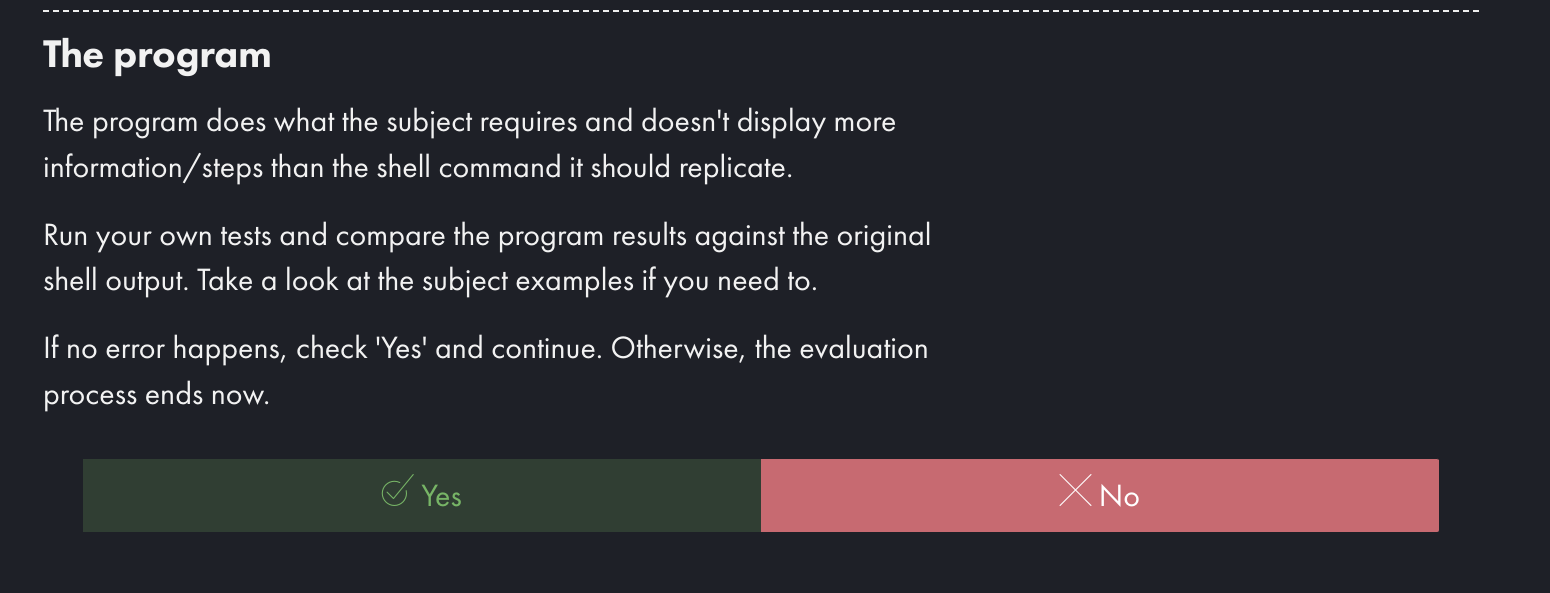 The program
The program does what the subject requires and doesn't display more
information/steps than the shell command it should replicate.
Run your own tests and compare the program results against the original
shell output. Take a look at the subject examples if you need to.
If no error happens, check 'Yes' and continue. Otherwise, the evaluation
process ends now.
Yes
No